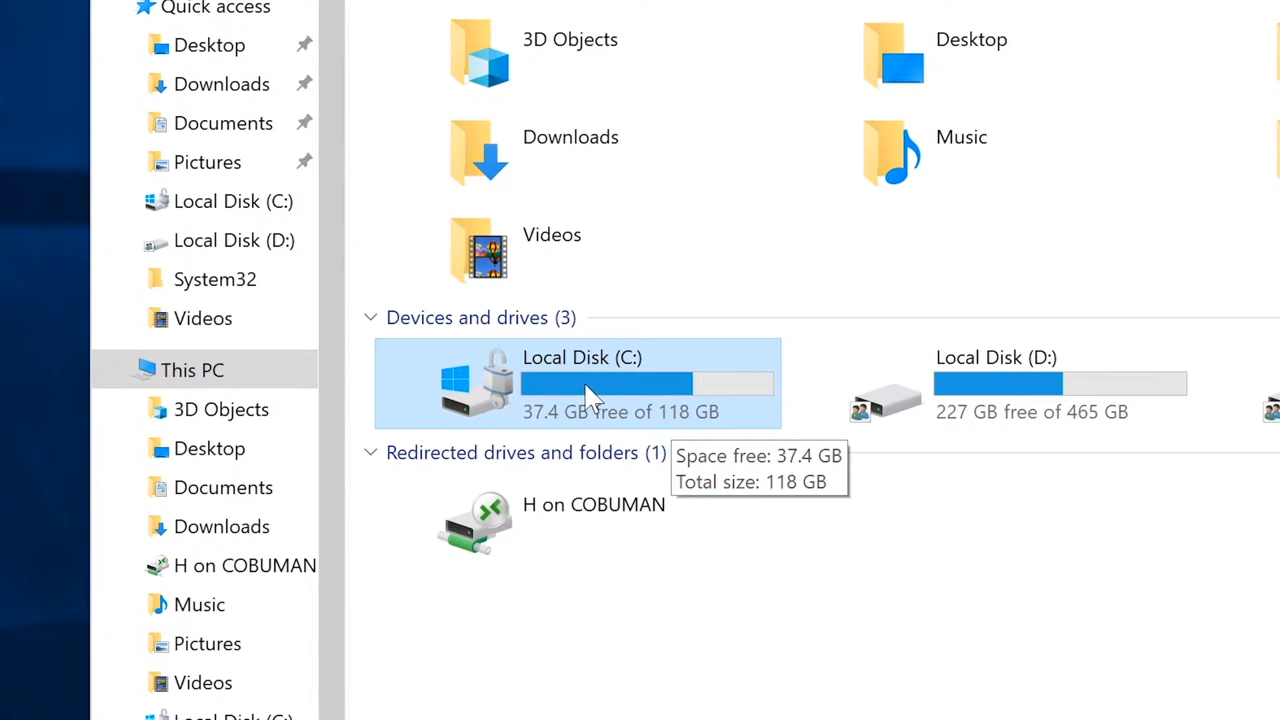 Quick access
Desktop
Downloads
Documents
Pictures
Local Disk (C:)
Local Disk (D:)
System32
Videos
This PC
3D Objects
Desktop
Documents
Downloads
H on COBUMAN
Music
Pictures
Videos
Local Disk (C:)
3D Objects
Desktop
Downloads
Music
Videos
Devices and drives (3)
Local Disk (C:)
37.4 GB free of 118 GB
Local Disk (D:)
227 GB free of 465 GB
Space free: 37.4 GB
Total size: 118 GB
Redirected drives and folders (1)
H on COBUMAN